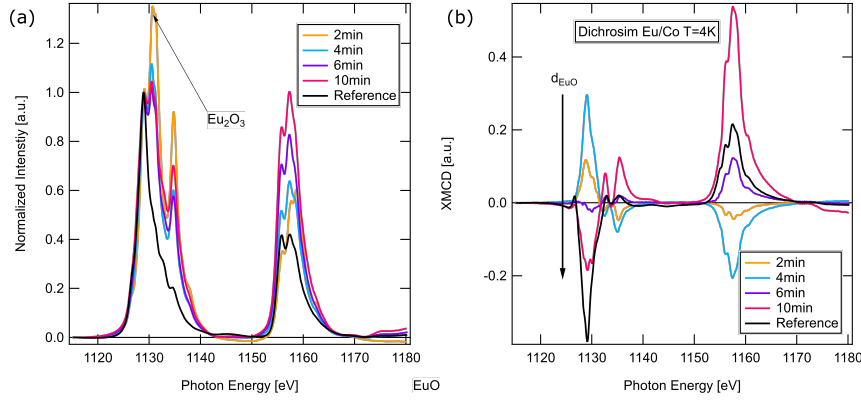 (a)
1.2
1.0
0.8
0.6
0.4
0.2
0.0
Normalized Intenstiy [a.u.]
2min
4min
6min
10min
Reference
Eu2O3
1120
1130
1140
1150
1160
1170
1180
Photon Energy [eV]
EuO
(b)
0.4
0.2
0.0
-0.2
XMCD [a.u.]
Dichrosim Eu/Co T=4K
dEuO
2min
4min
6min
10min
Reference
1120
1130
1140
1150
1160
1170
1180
Photon Energy [eV]